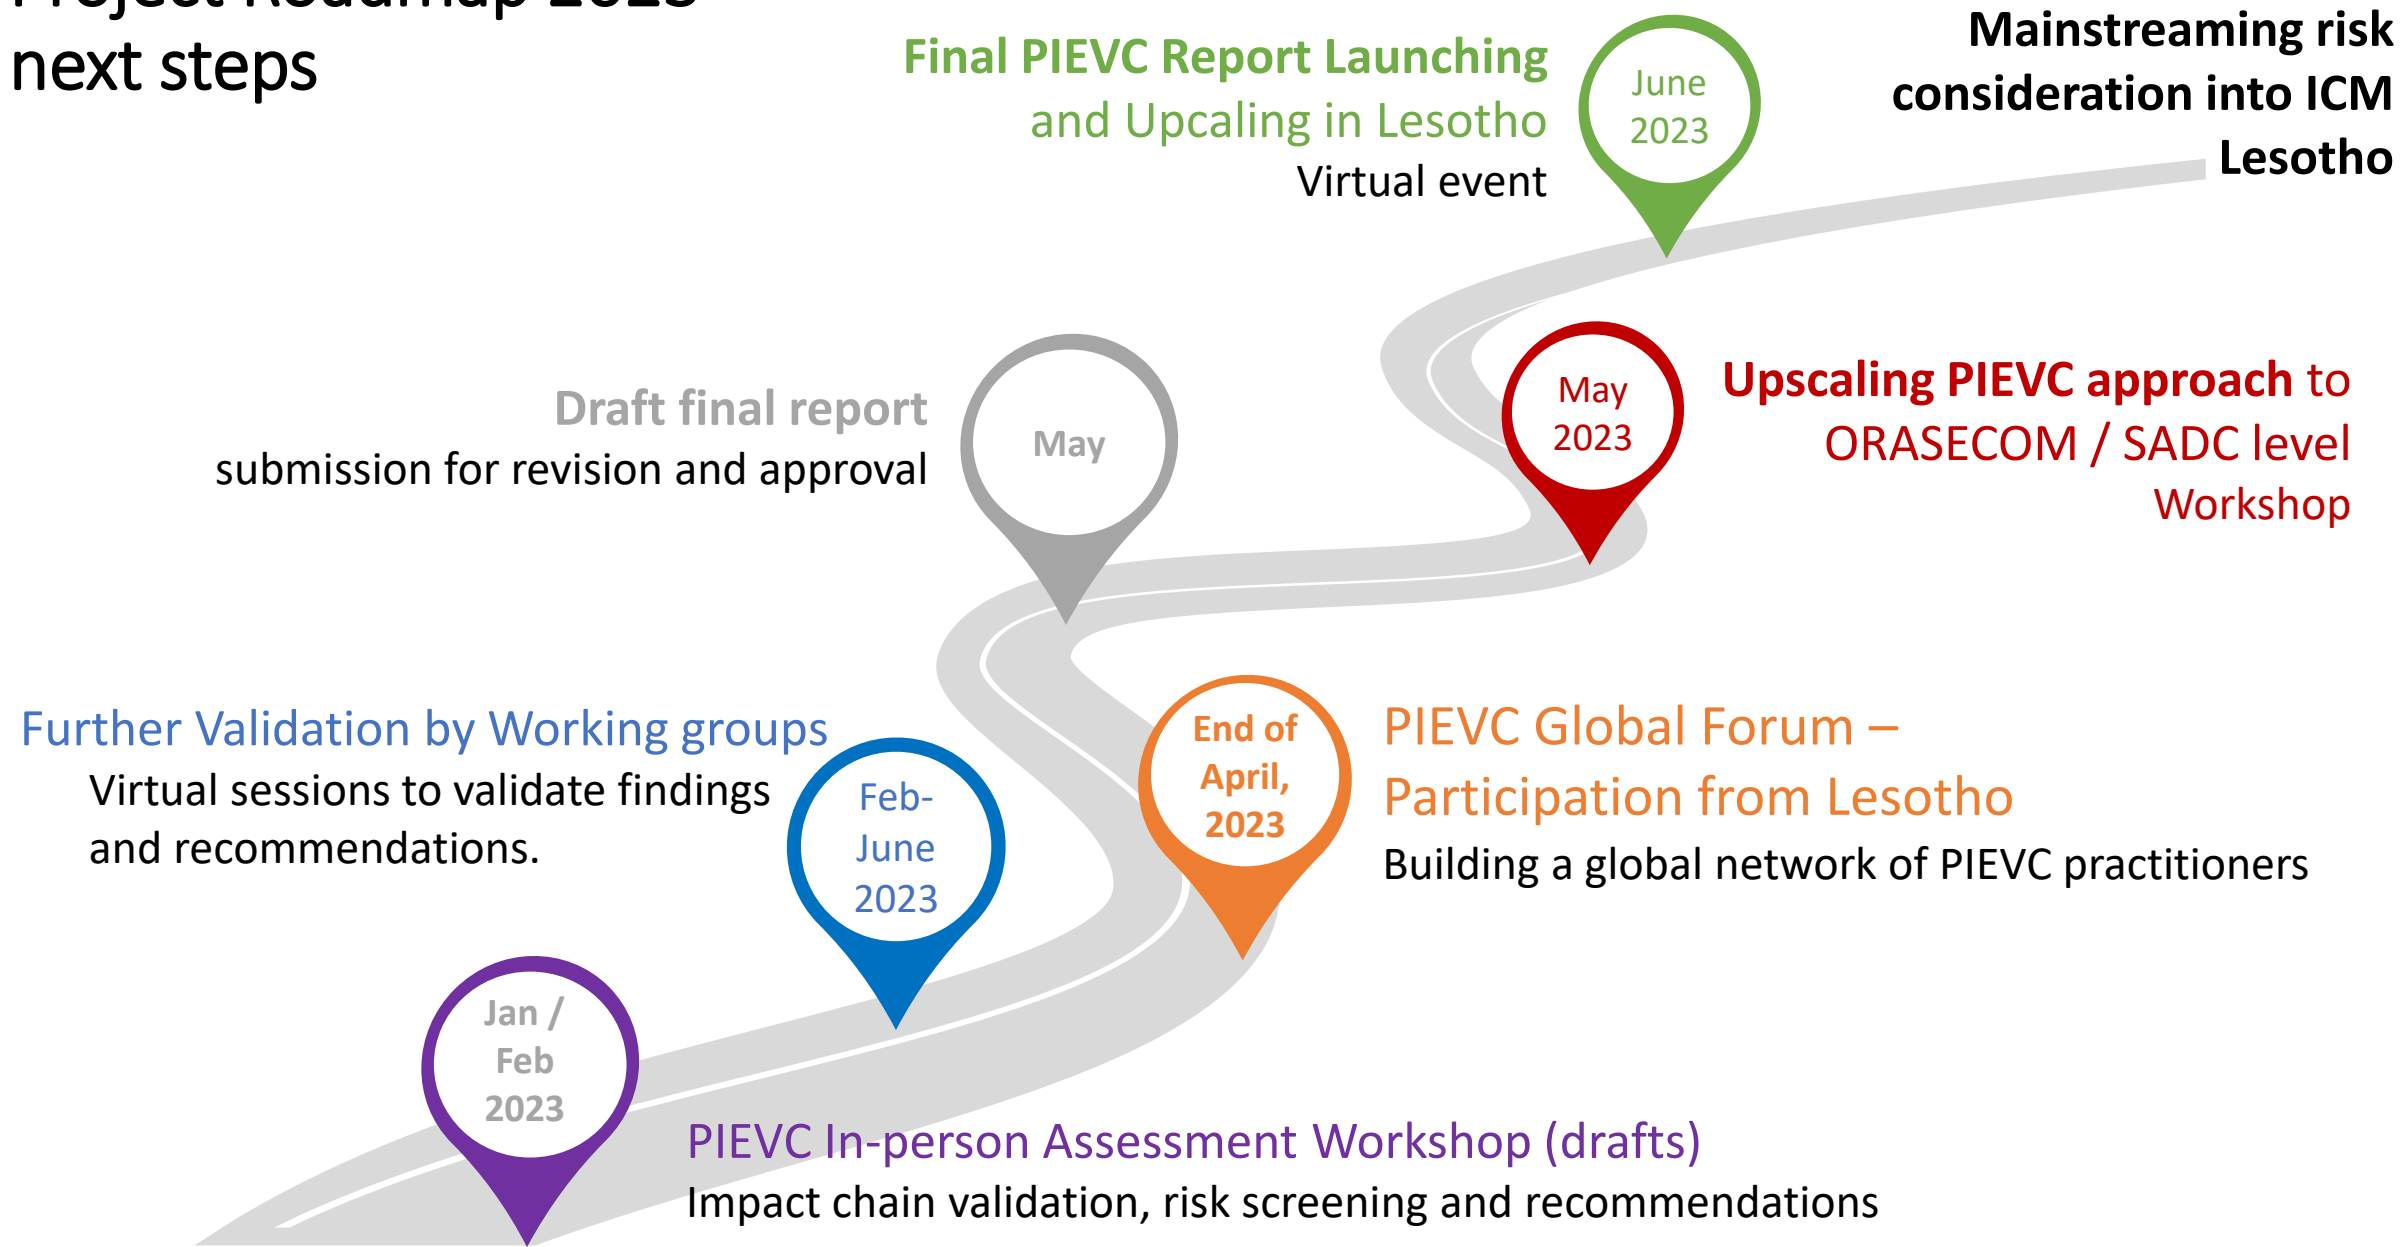 Project Roadmap 2023
next steps
Final PIEVC Report Launching
and Upcaling in Lesotho
Virtual event
June
2023
Mainstreaming risk
consideration into ICM
Lesotho
Draft final report
submission for revision and approval
May
May
2023
Upscaling PIEVC approach to
ORASECOM / SADC level
Workshop
Further Validation by Working groups
Virtual sessions to validate findings
and recommendations.
Feb-
June
2023
End of
April,
2023
PIEVC Global Forum –
Participation from Lesotho
Building a global network of PIEVC practitioners
Jan /
Feb
2023
PIEVC In-person Assessment Workshop (drafts)
Impact chain validation, risk screening and recommendations